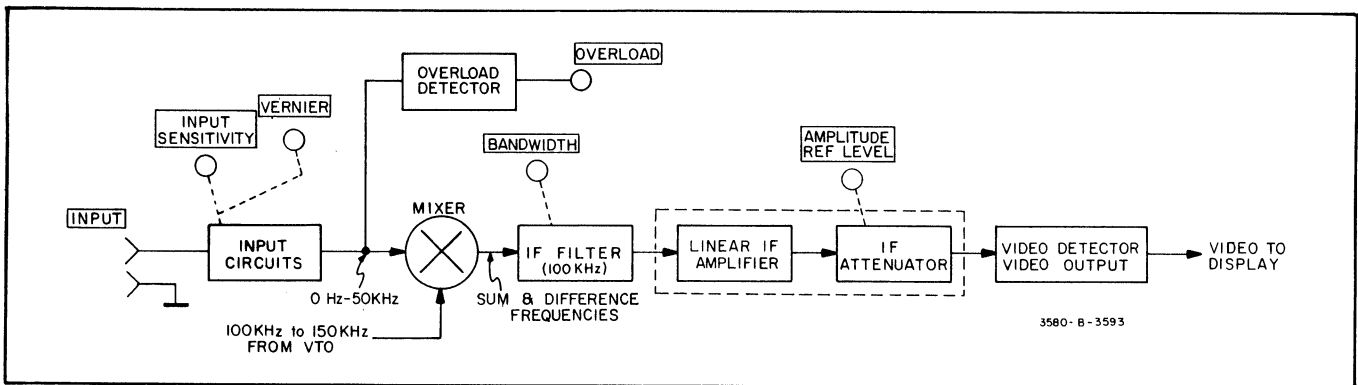 OVERLOAD
OVERLOAD
DETECTOR
VERNIER
INPUT
SENSITIVITY
AMPLITUDE
REF LEVEL
BANDWIDTH
MIXER
INPUT
INPUT
CIRCUITS
IF FILTER
(100KHz)
LINEAR IF
AMPLIFIER
IF
ATTENUATOR
VIDEO DETECTOR
VIDEO OUTPUT
VIDEO TO
DISPLAY
0 Hz-50KHz
SUM & DIFFERENCE
FREQUENCIES
100KHz to 150KHz
FROM VTO
3580-B-3593